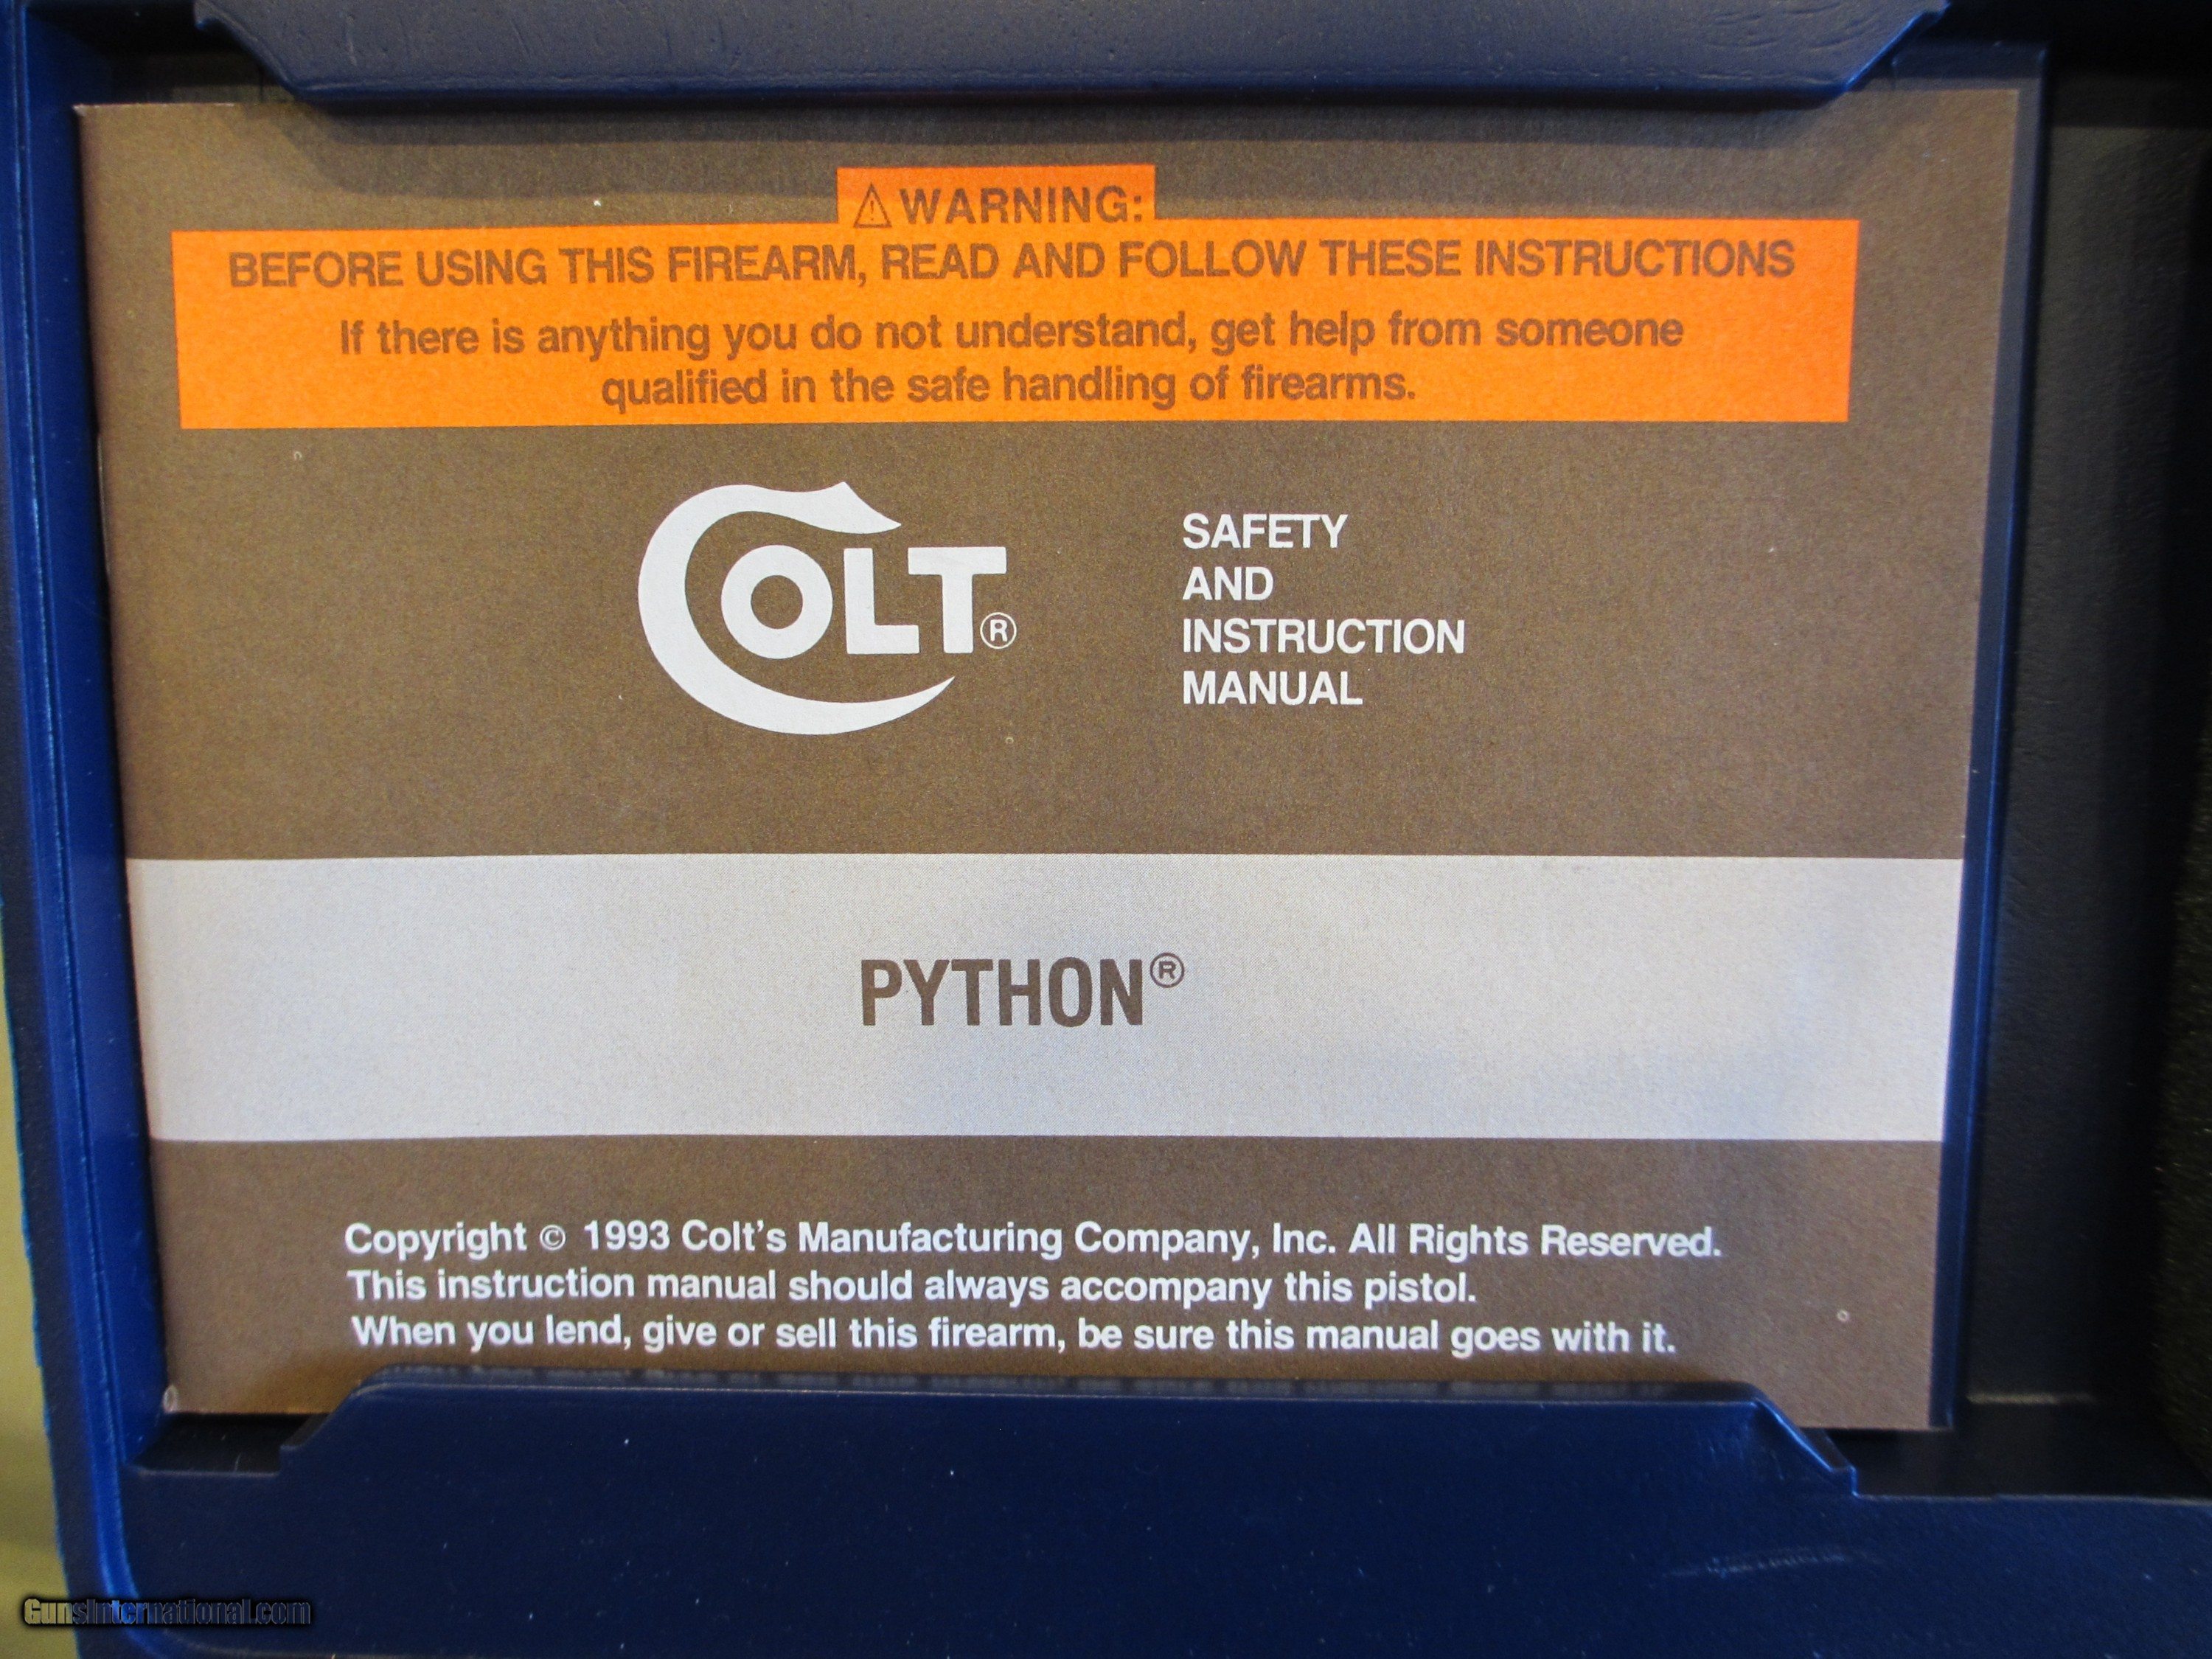 ⚠ WARNING:
BEFORE USING THIS FIREARM, READ AND FOLLOW THESE INSTRUCTIONS
If there is anything you do not understand, get help from someone
qualified in the safe handling of firearms.
COLT®
SAFETY
AND
INSTRUCTION
MANUAL
PYTHON®
Copyright © 1993 Colt's Manufacturing Company, Inc. All Rights Reserved.
This instruction manual should always accompany this pistol.
When you lend, give or sell this firearm, be sure this manual goes with it.
GunsInternational.com